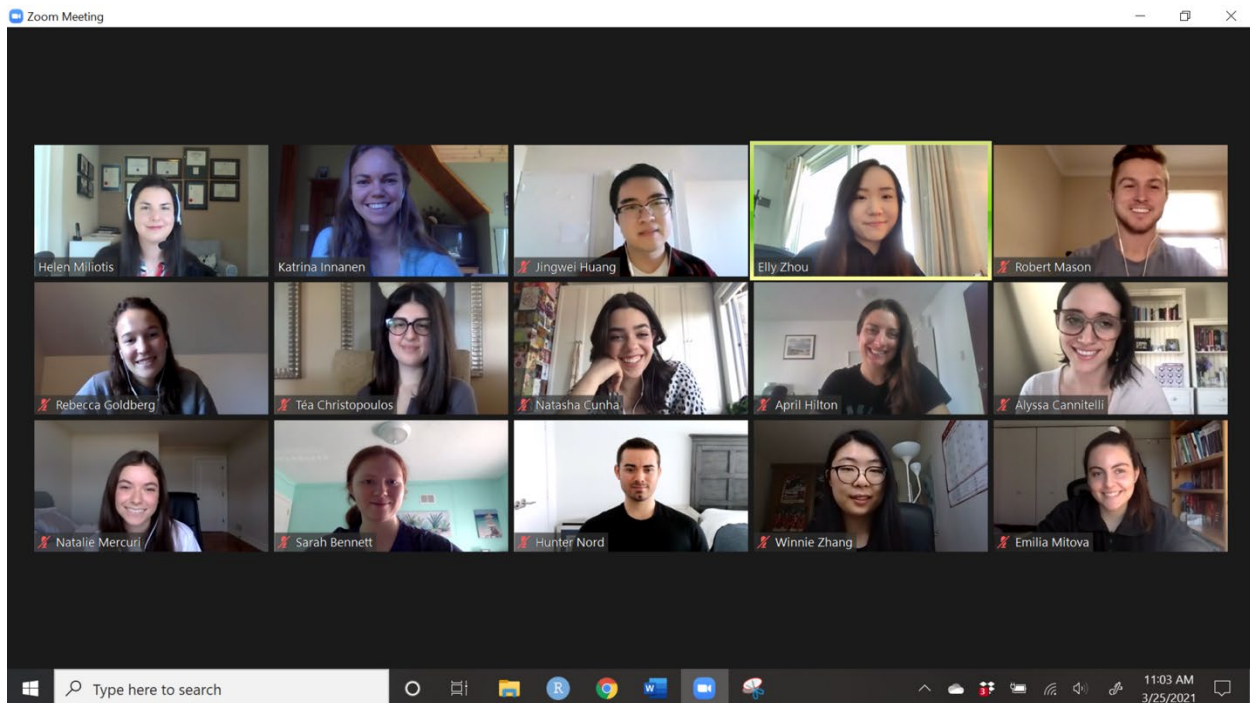 Zoom Meeting
Helen Miliotis
Katrina Innanen
Jingwei Huang
Elly Zhou
Robert Mason
Rebecca Goldberg
Téa Christopoulos
Natasha Cunha
April Hilton
Alyssa Cannitelli
Natalie Mercuri
Sarah Bennett
Hunter Nord
Winnie Zhang
Emilia Mitova
Type here to search
R
W
3
11:03 AM
3/25/2021